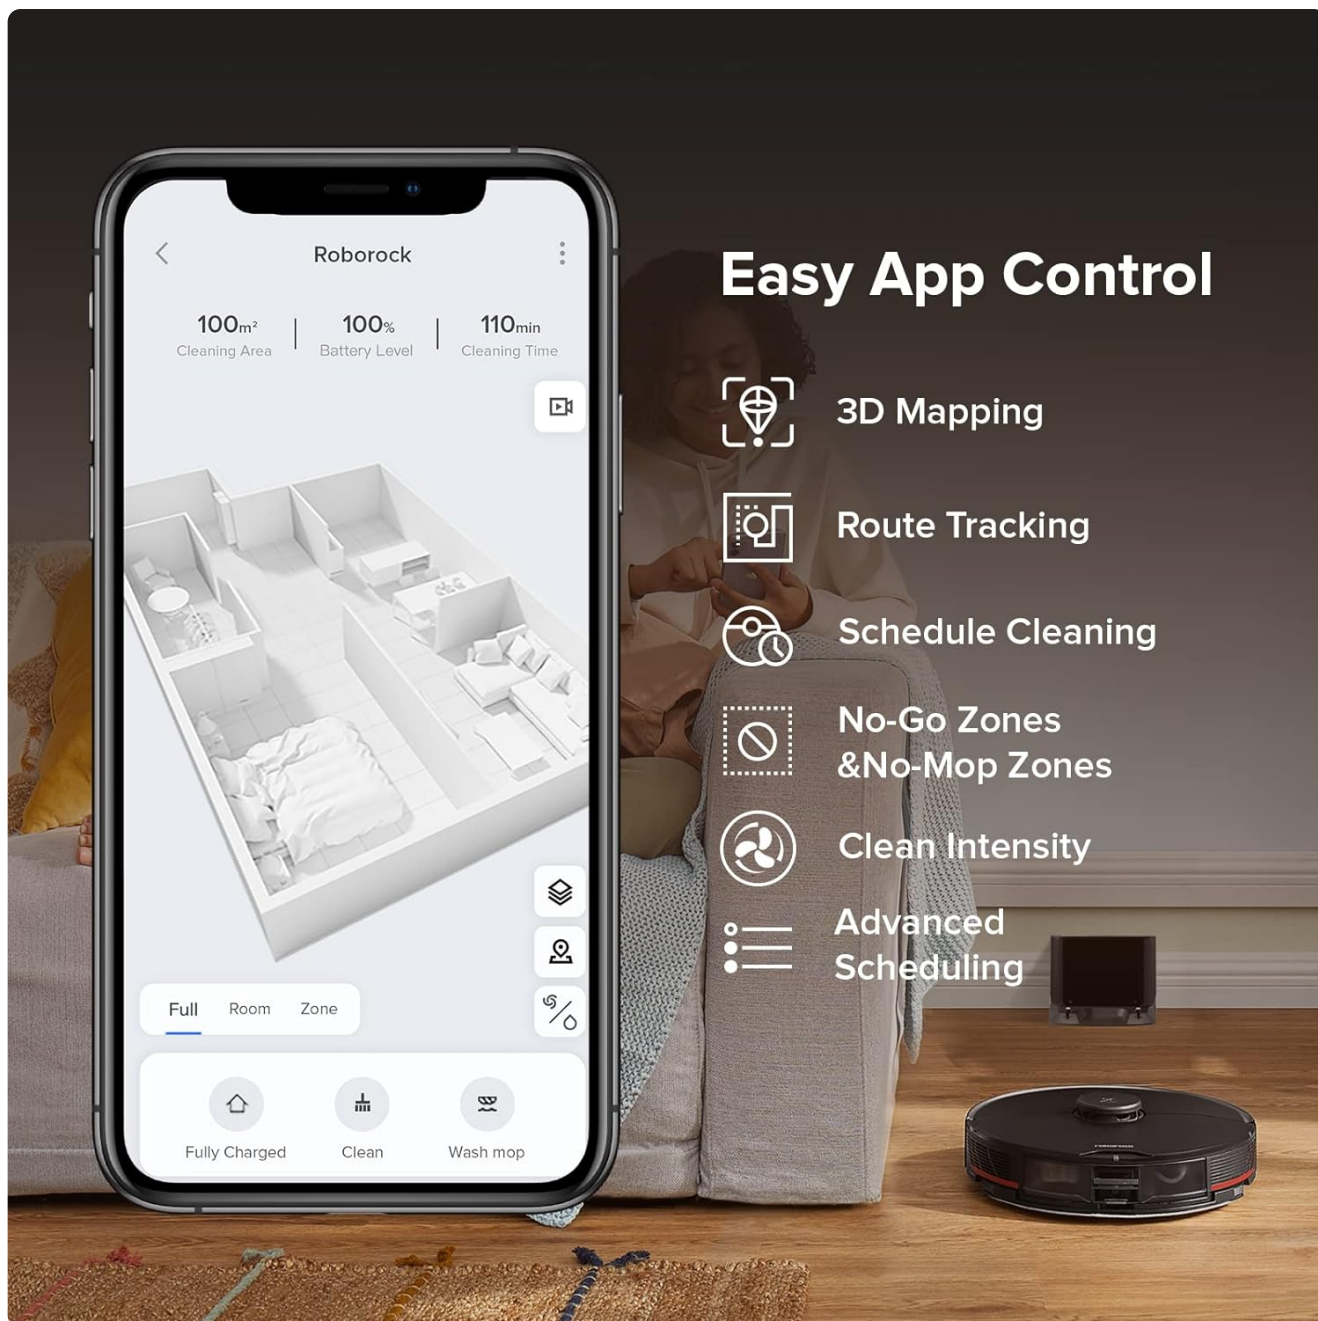 Roborock
100m² 100% 110min
Cleaning Area Battery Level Cleaning Time
Full Room Zone
Fully Charged Clean Wash mop
Easy App Control
3D Mapping
Route Tracking
Schedule Cleaning
No-Go Zones
&No-Mop Zones
Clean Intensity
Advanced
Scheduling
roborock